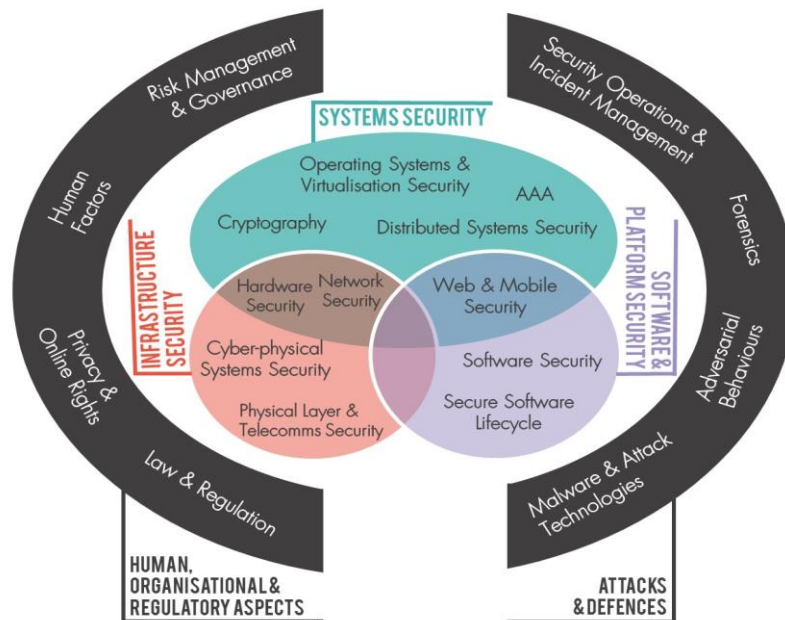 Risk Management
& Governance
Human
Factors
Privacy &
Online Rights
Law & Regulation
HUMAN,
ORGANISATIONAL &
REGULATORY ASPECTS
SYSTEMS SECURITY
Operating Systems &
Virtualisation Security
AAA
Cryptography
Distributed Systems Security
INFRASTRUCTURE
SECURITY
Hardware
Security
Network
Security
Web & Mobile
Security
Cyber-physical
Systems Security
Physical Layer &
Telecomms Security
Software Security
Secure Software
Lifecycle
SOFTWARE &
PLATFORM SECURITY
Security Operations &
Incident Management
Forensics
Adversarial
Behaviours
Malware & Attack
Technologies
ATTACKS
& DEFENCES